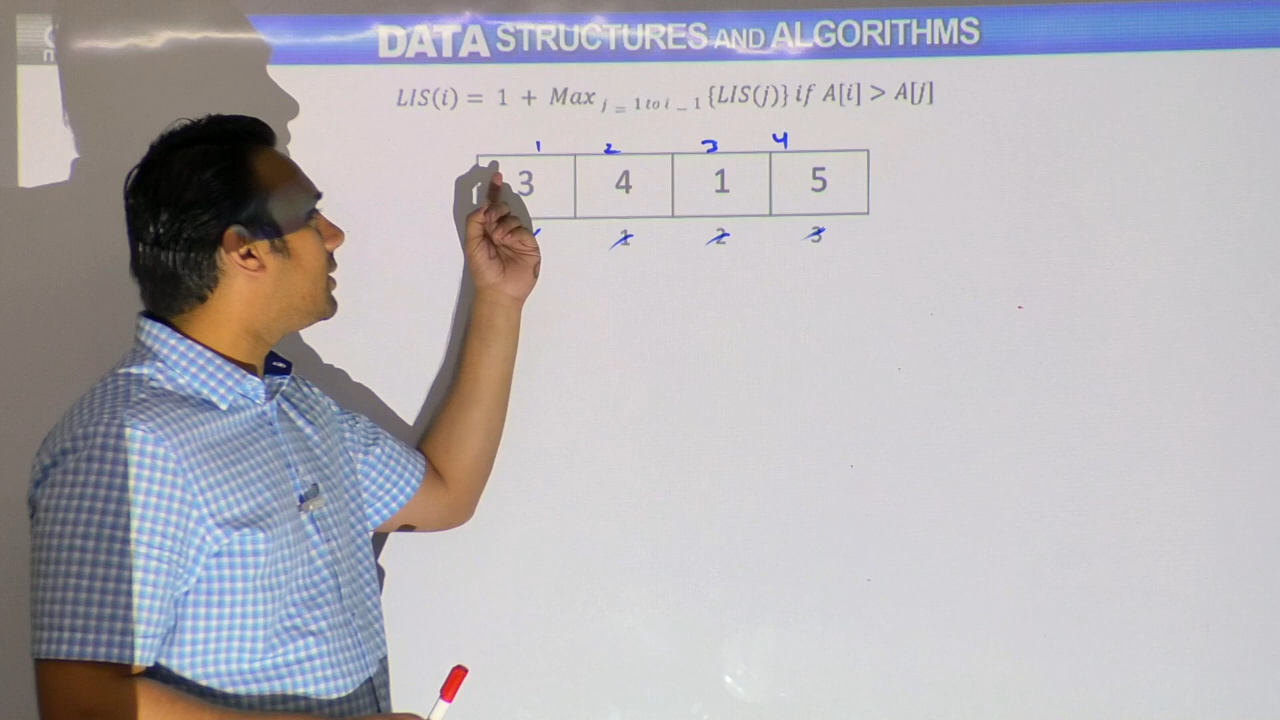 DATA STRUCTURES AND ALGORITHMS
LIS(i) = 1 + Max j = 1 to i − 1 {LIS(j)} if A[i] > A[j]
1 2 3 4
3 4 1 5
1 2 3